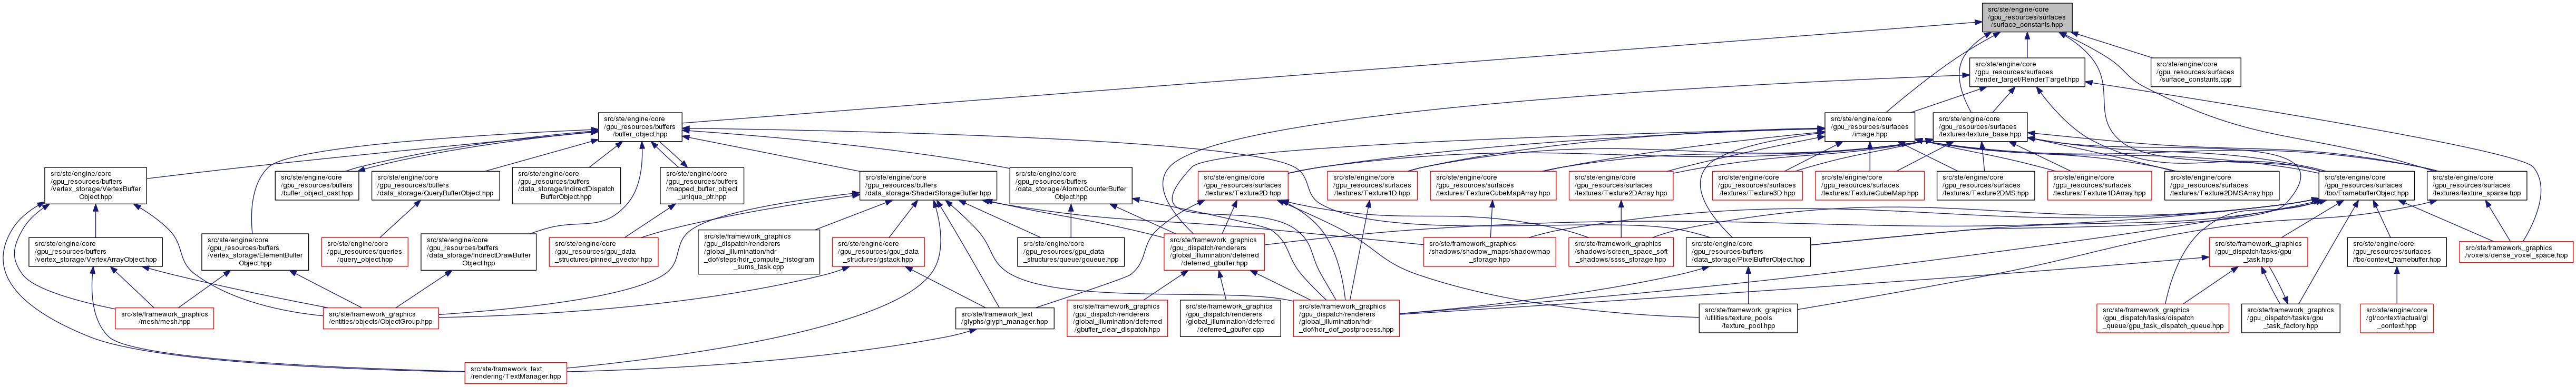 src/ste/engine/core
/gpu_resources/surfaces
/surface_constants.hpp
src/ste/engine/core
/gpu_resources/surfaces
/render_target/RenderTarget.hpp
src/ste/engine/core
/gpu_resources/surfaces
/surface_constants.cpp
src/ste/engine/core
/gpu_resources/buffers
/buffer_object.hpp
src/ste/engine/core
/gpu_resources/surfaces
/image.hpp
src/ste/engine/core
/gpu_resources/surfaces
/textures/texture_base.hpp
src/ste/engine/core
/gpu_resources/buffers
/vertex_storage/VertexBuffer
Object.hpp
src/ste/engine/core
/gpu_resources/buffers
/buffer_object_cast.hpp
src/ste/engine/core
/gpu_resources/buffers
/data_storage/QueryBufferObject.hpp
src/ste/engine/core
/gpu_resources/buffers
/data_storage/IndirectDispatch
BufferObject.hpp
src/ste/engine/core
/gpu_resources/buffers
/mapped_buffer_object
_unique_ptr.hpp
src/ste/engine/core
/gpu_resources/buffers
/data_storage/ShaderStorageBuffer.hpp
src/ste/engine/core
/gpu_resources/buffers
/data_storage/AtomicCounterBuffer
Object.hpp
src/ste/engine/core
/gpu_resources/surfaces
/textures/Texture2D.hpp
src/ste/engine/core
/gpu_resources/surfaces
/textures/Texture1D.hpp
src/ste/engine/core
/gpu_resources/surfaces
/textures/TextureCubeMapArray.hpp
src/ste/engine/core
/gpu_resources/surfaces
/textures/Texture2DArray.hpp
src/ste/engine/core
/gpu_resources/surfaces
/textures/Texture3D.hpp
src/ste/engine/core
/gpu_resources/surfaces
/textures/TextureCubeMap.hpp
src/ste/engine/core
/gpu_resources/surfaces
/textures/Texture2DMS.hpp
src/ste/engine/core
/gpu_resources/surfaces
/textures/Texture1DArray.hpp
src/ste/engine/core
/gpu_resources/surfaces
/textures/Texture2DMSArray.hpp
src/ste/engine/core
/gpu_resources/surfaces
/fbo/FramebufferObject.hpp
src/ste/engine/core
/gpu_resources/surfaces
/textures/texture_sparse.hpp
src/ste/engine/core
/gpu_resources/buffers
/vertex_storage/VertexArrayObject.hpp
src/ste/engine/core
/gpu_resources/buffers
/vertex_storage/ElementBuffer
Object.hpp
src/ste/engine/core
/gpu_resources/queries
/query_object.hpp
src/ste/engine/core
/gpu_resources/buffers
/data_storage/IndirectDrawBuffer
Object.hpp
src/ste/engine/core
/gpu_resources/gpu_data
_structures/pinned_gvector.hpp
src/ste/framework_graphics
/gpu_dispatch/renderers
/global_illumination/hdr
_dof/steps/hdr_compute_histogram
_sums_task.cpp
src/ste/engine/core
/gpu_resources/gpu_data
_structures/gstack.hpp
src/ste/engine/core
/gpu_resources/gpu_data
_structures/queue/gqueue.hpp
src/ste/framework_graphics
/gpu_dispatch/renderers
/global_illumination/deferred
/deferred_gbuffer.hpp
src/ste/framework_graphics
/shadows/shadow_maps/shadowmap
_storage.hpp
src/ste/framework_graphics
/shadows/screen_space_soft
_shadows/ssss_storage.hpp
src/ste/engine/core
/gpu_resources/buffers
/data_storage/PixelBufferObject.hpp
src/ste/framework_graphics
/gpu_dispatch/tasks/gpu
_task.hpp
src/ste/engine/core
/gpu_resources/surfaces
/fbo/context_framebuffer.hpp
src/ste/framework_graphics
/voxels/dense_voxel_space.hpp
src/ste/framework_graphics
/mesh/mesh.hpp
src/ste/framework_graphics
/entities/objects/ObjectGroup.hpp
src/ste/framework_text
/glyphs/glyph_manager.hpp
src/ste/framework_graphics
/gpu_dispatch/renderers
/global_illumination/deferred
/gbuffer_clear_dispatch.hpp
src/ste/framework_graphics
/gpu_dispatch/renderers
/global_illumination/deferred
/deferred_gbuffer.cpp
src/ste/framework_graphics
/gpu_dispatch/renderers
/global_illumination/hdr
_dof/hdr_dof_postprocess.hpp
src/ste/framework_graphics
/utilities/texture_pools
/texture_pool.hpp
src/ste/framework_graphics
/gpu_dispatch/tasks/dispatch
_queue/gpu_task_dispatch_queue.hpp
src/ste/framework_graphics
/gpu_dispatch/tasks/gpu
_task_factory.hpp
src/ste/engine/core
/gl/context/actual/gl
_context.hpp
src/ste/framework_text
/rendering/TextManager.hpp